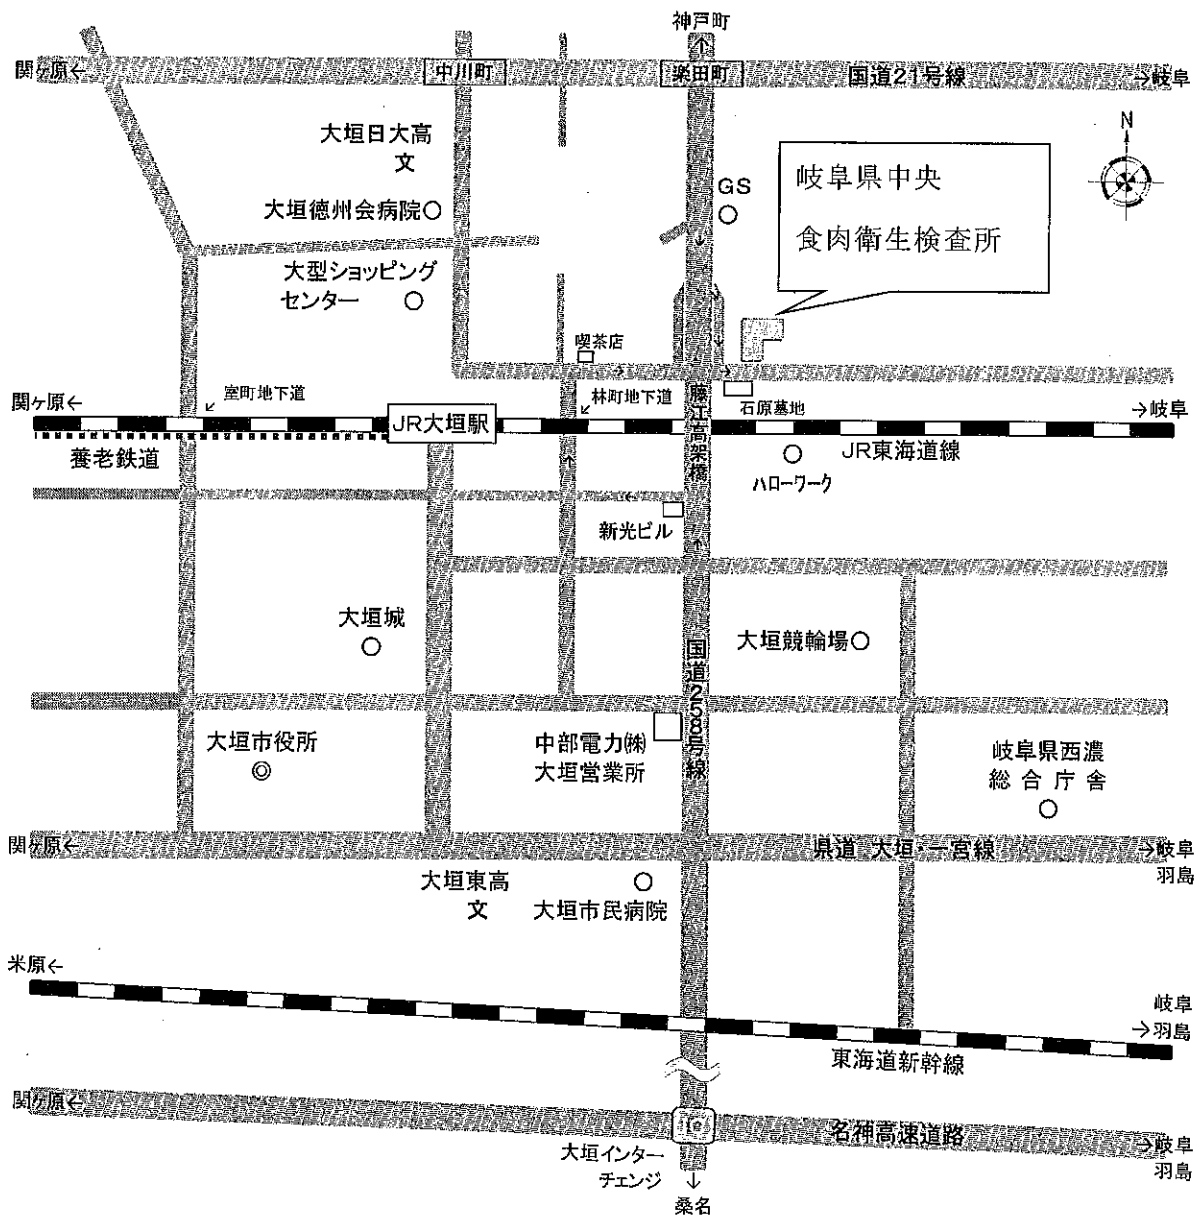 神戸町
関ヶ原←
中川町
楽田町
国道21号線
→岐阜
N
大垣日大高
文
GS
岐阜県中央
食肉衛生検査所
大垣徳州会病院
大型ショッピング
センター
喫茶店
室町地下道
林町地下道
関ヶ原←
JR大垣駅
藤江高架橋
石原墓地
→岐阜
養老鉄道
JR東海道線
ハローワーク
新光ビル
大垣城
大垣競輪場
国道258号線
大垣市役所
中部電力㈱
大垣営業所
岐阜県西濃
総合庁舎
関ヶ原←
県道 大垣・一宮線
→岐阜
羽島
大垣東高
文
大垣市民病院
米原←
岐阜
→羽島
東海道新幹線
関ヶ原←
名神高速道路
→岐阜
羽島
大垣インター
チェンジ
桑名